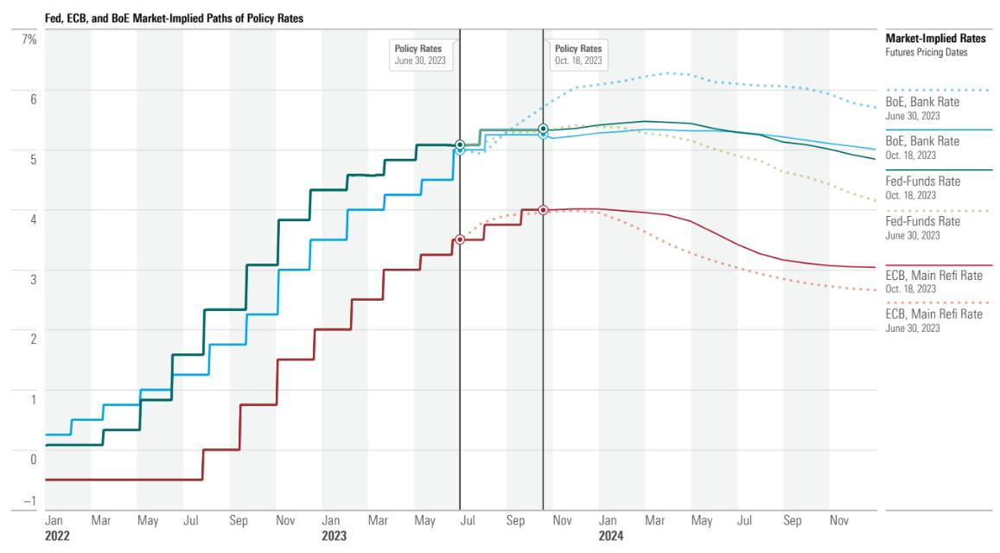 Fed, ECB, and BoE Market-Implied Paths of Policy Rates
7%
6
5
4
3
2
1
0
−1
Policy Rates
June 30, 2023
Policy Rates
Oct. 18, 2023
Jan Mar May Jul Sep Nov Jan Mar May Jul Sep Nov Jan Mar May Jul Sep Nov
2022 2023 2024
Market-Implied Rates
Futures Pricing Dates
BoE, Bank Rate
June 30, 2023
BoE, Bank Rate
Oct. 18, 2023
Fed-Funds Rate
Oct. 18, 2023
Fed-Funds Rate
June 30, 2023
ECB, Main Refi Rate
Oct. 18, 2023
ECB, Main Refi Rate
June 30, 2023